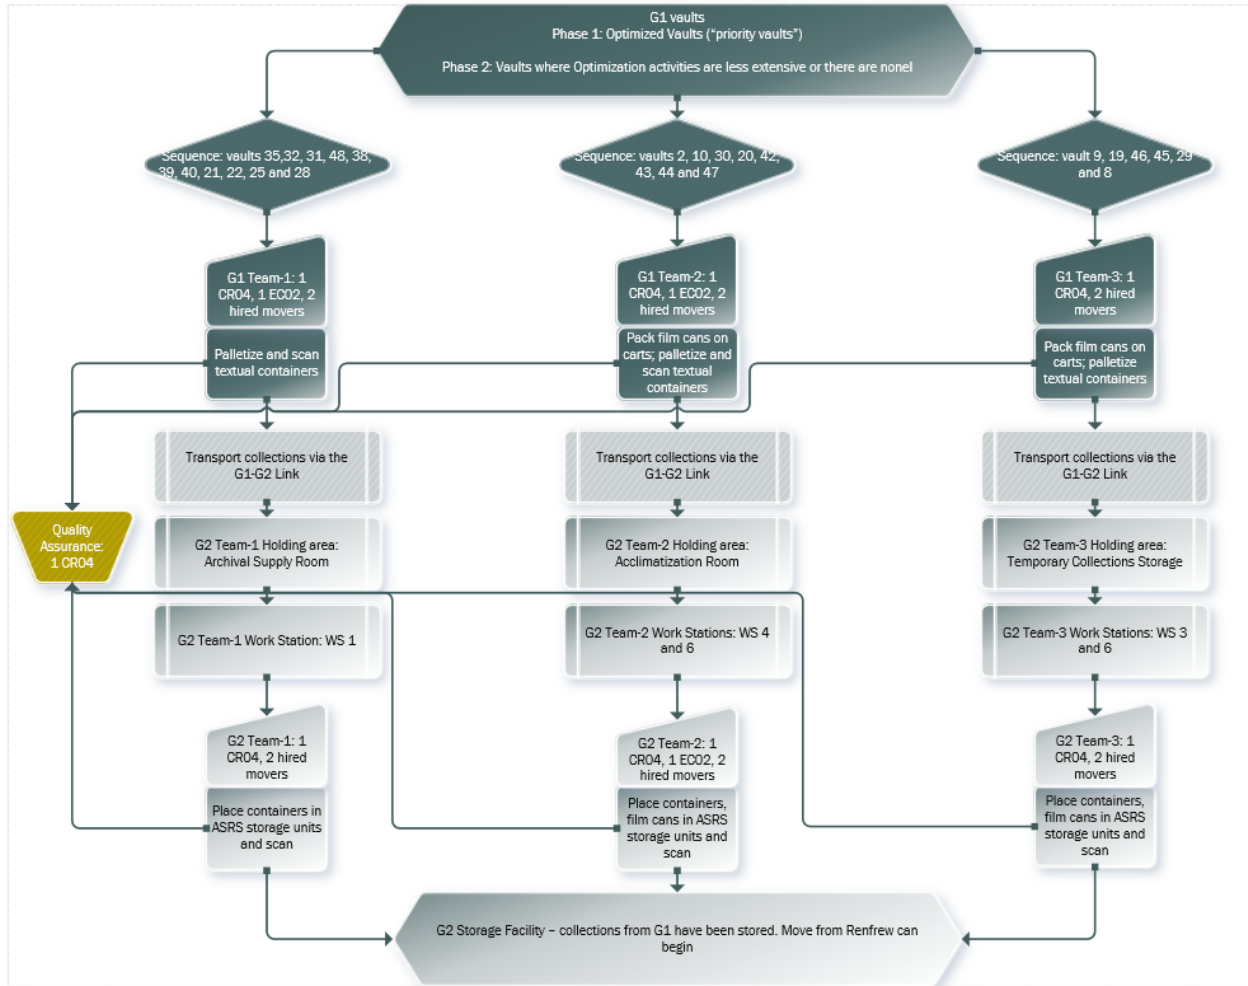 G1 vaults
Phase 1: Optimized Vaults (“priority vaults”)
Phase 2: Vaults where Optimization activities are less extensive or there are nonel
Sequence: vaults 35,32, 31, 48, 38,
39, 40, 21, 22, 25 and 28
Sequence: vaults 2, 10, 30, 20, 42,
43, 44 and 47
Sequence: vault 9, 19, 46, 45, 29
and 8
G1 Team-1: 1
CR04, 1 EC02, 2
hired movers
G1 Team-2: 1
CR04, 1 EC02, 2
hired movers
G1 Team-3: 1
CR04, 2 hired
movers
Palletize and scan
textual containers
Pack film cans on
carts; palletize and
scan textual
containers
Pack film cans on
carts; palletize
textual containers
Transport collections via the
G1-G2 Link
Transport collections via the
G1-G2 Link
Transport collections via the
G1-G2 Link
Quality
Assurance:
1 CR04
G2 Team-1 Holding area:
Archival Supply Room
G2 Team-2 Holding area:
Acclimatization Room
G2 Team-3 Holding area:
Temporary Collections Storage
G2 Team-1 Work Station: WS 1
G2 Team-2 Work Stations: WS 4
and 6
G2 Team-3 Work Stations: WS 3
and 6
G2 Team-1: 1
CR04, 2 hired
movers
G2 Team-2: 1
CR04, 1 EC02, 2
hired movers
G2 Team-3: 1
CR04, 2 hired
movers
Place containers in
ASRS storage units
and scan
Place containers,
film cans in ASRS
storage units and
scan
Place containers,
film cans in ASRS
storage units and
scan
G2 Storage Facility – collections from G1 have been stored. Move from Renfrew can
begin